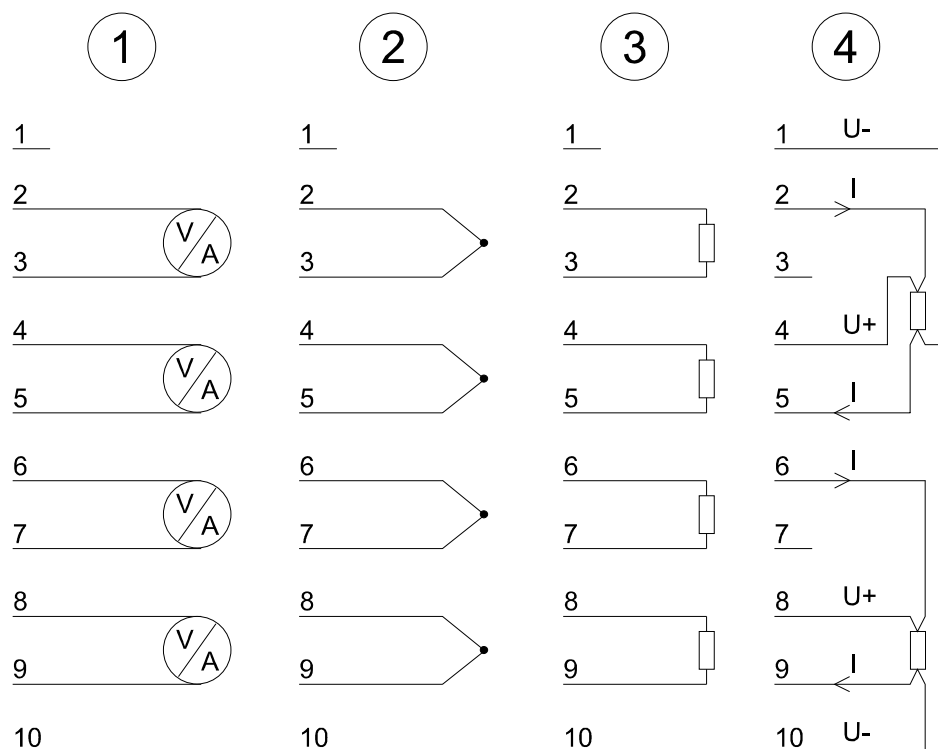 1 2 3 4
1 1 1 1 U-
2 2 2 2 I
V/A
3 3 3 3
4 4 4 4 U+
V/A
5 5 5 5 I
6 6 6 6 I
V/A
7 7 7 7
8 8 8 8 U+
V/A
9 9 9 9 I
10 10 10 10 U-